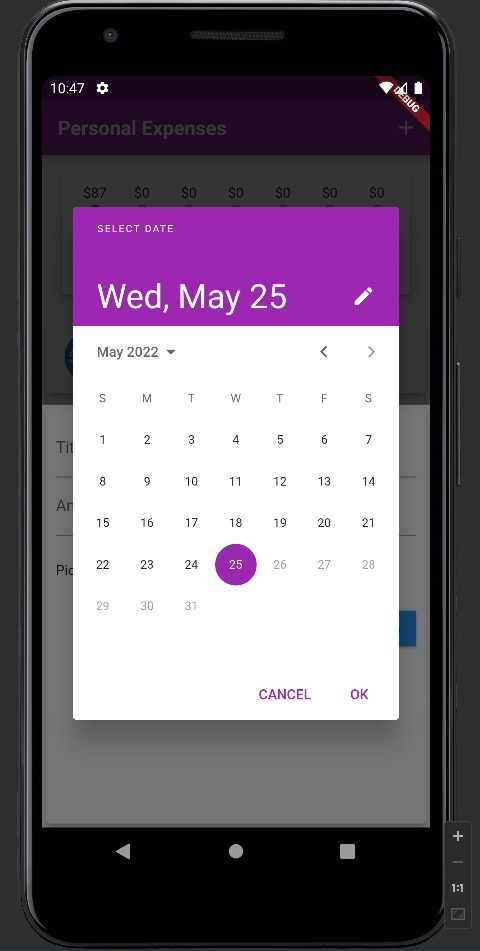 10:47
DEBUG
Personal Expenses
$87 $0 $0 $0 $0 $0 $0
SELECT DATE
Wed, May 25
May 2022
S M T W T F S
1 2 3 4 5 6 7
8 9 10 11 12 13 14
15 16 17 18 19 20 21
22 23 24 25 26 27 28
29 30 31
Tit
Am
Pic
CANCEL OK
1:1